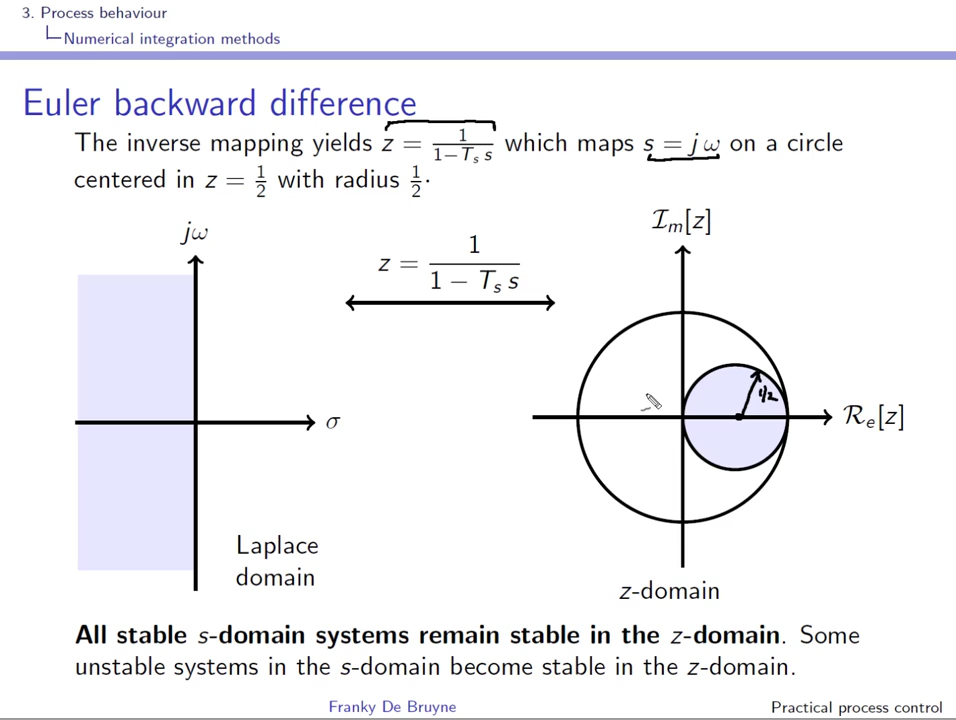 3. Process behaviour
Numerical integration methods
Euler backward difference
The inverse mapping yields z = 1/(1−Tₛ s) which maps s = j ω on a circle
centered in z = 1/2 with radius 1/2.
jω
z = 1/(1 − Tₛ s)
ℐₘ[z]
1/2
σ
ℛₑ[z]
Laplace
domain
z-domain
All stable s-domain systems remain stable in the z-domain. Some
unstable systems in the s-domain become stable in the z-domain.
Franky De Bruyne
Practical process control